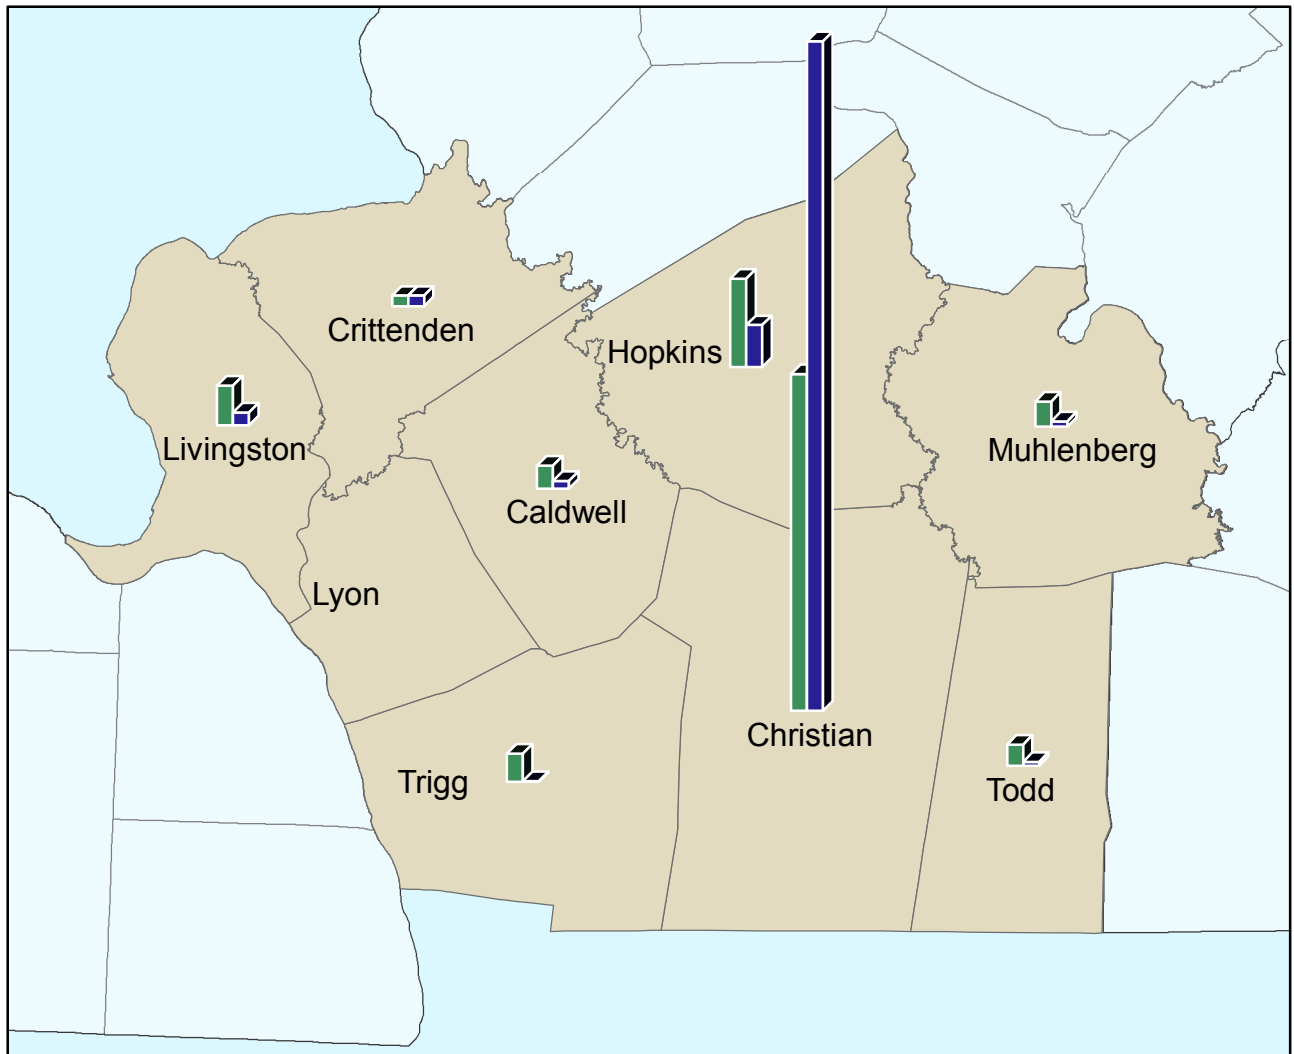 Crittenden
Hopkins
Livingston
Muhlenberg
Caldwell
Lyon
Christian
Trigg
Todd